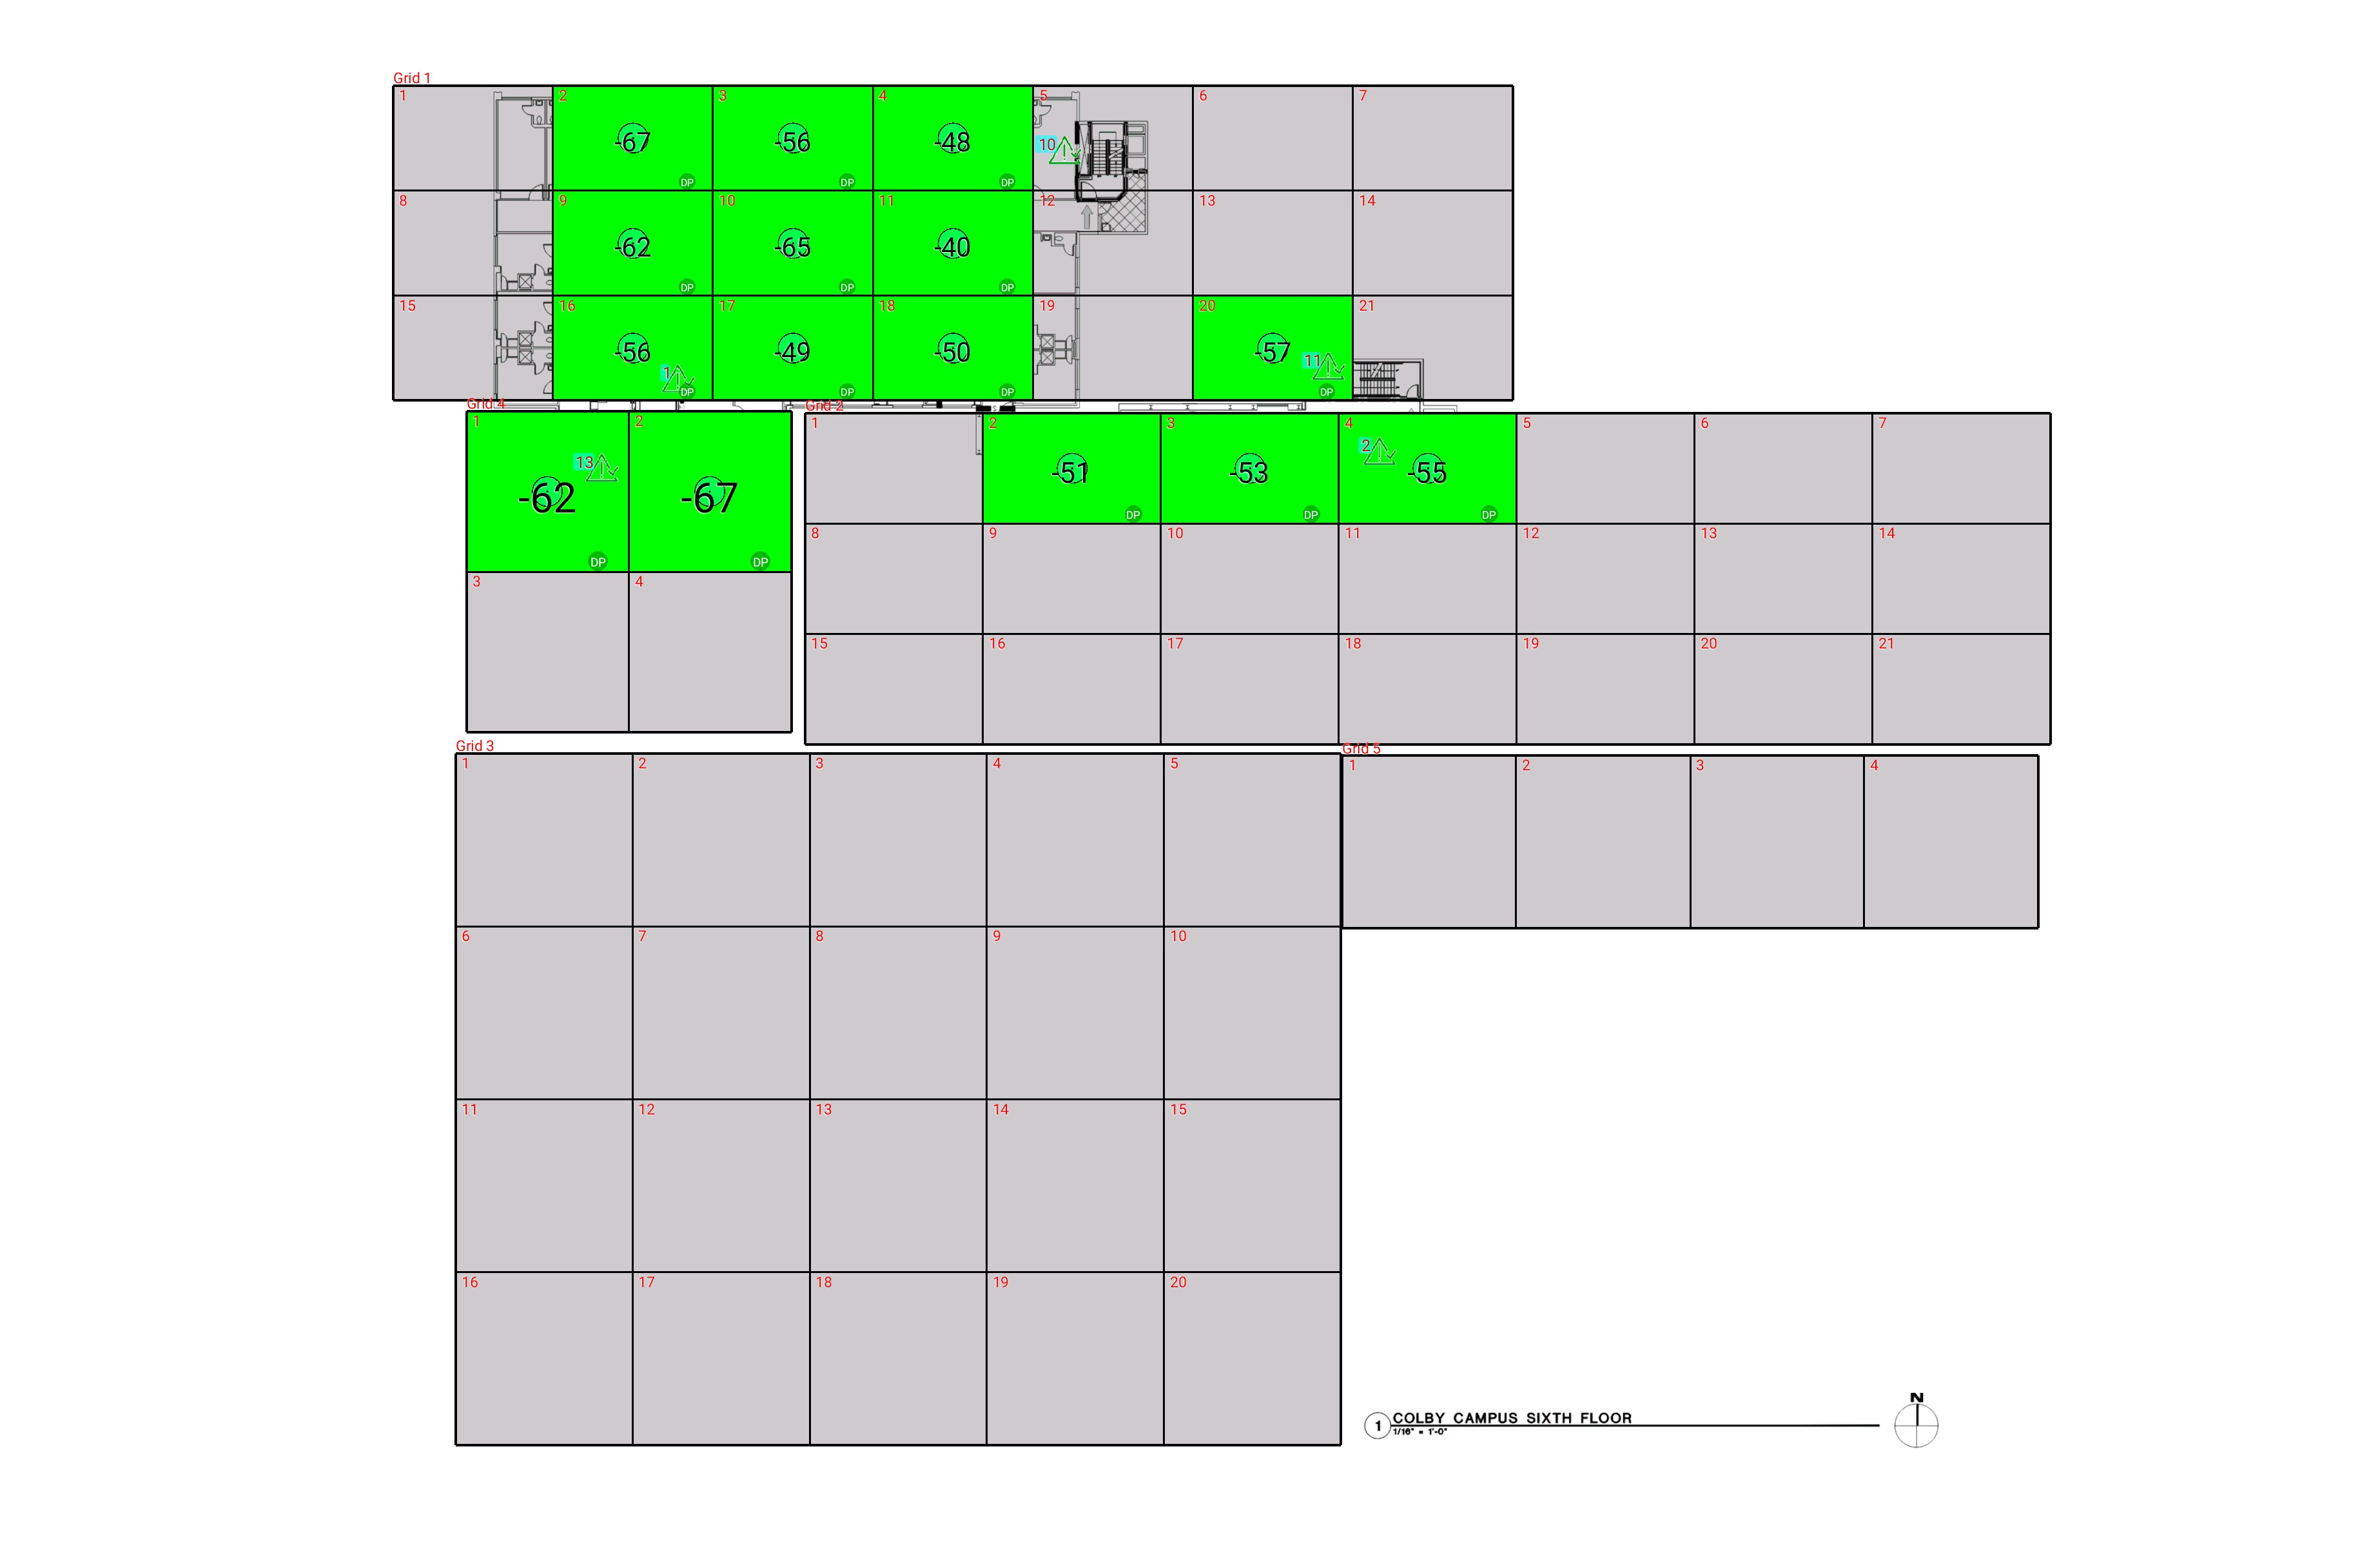 Grid 1
1 2 3 4 5 6 7
-67 -56 -48 10
DP DP DP
8 9 10 11 12 13 14
-62 -65 -40
DP DP DP
15 16 17 18 19 20 21
-56 -49 -50 -57 11
1
DP DP DP DP
Grid 4
1 2
13
-62 -67
DP DP
3 4
Grid 2
1 2 3 4 5 6 7
2
-51 -53 -55
DP DP DP
8 9 10 11 12 13 14
15 16 17 18 19 20 21
Grid 3
1 2 3 4 5
6 7 8 9 10
11 12 13 14 15
16 17 18 19 20
Grid 5
1 2 3 4
N
1 COLBY CAMPUS SIXTH FLOOR
1/16" = 1'-0"